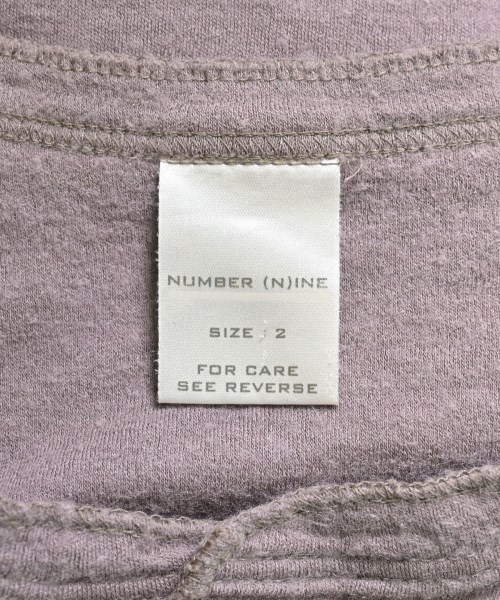 NUMBER (N)INE
SIZE : 2
FOR CARE
SEE REVERSE